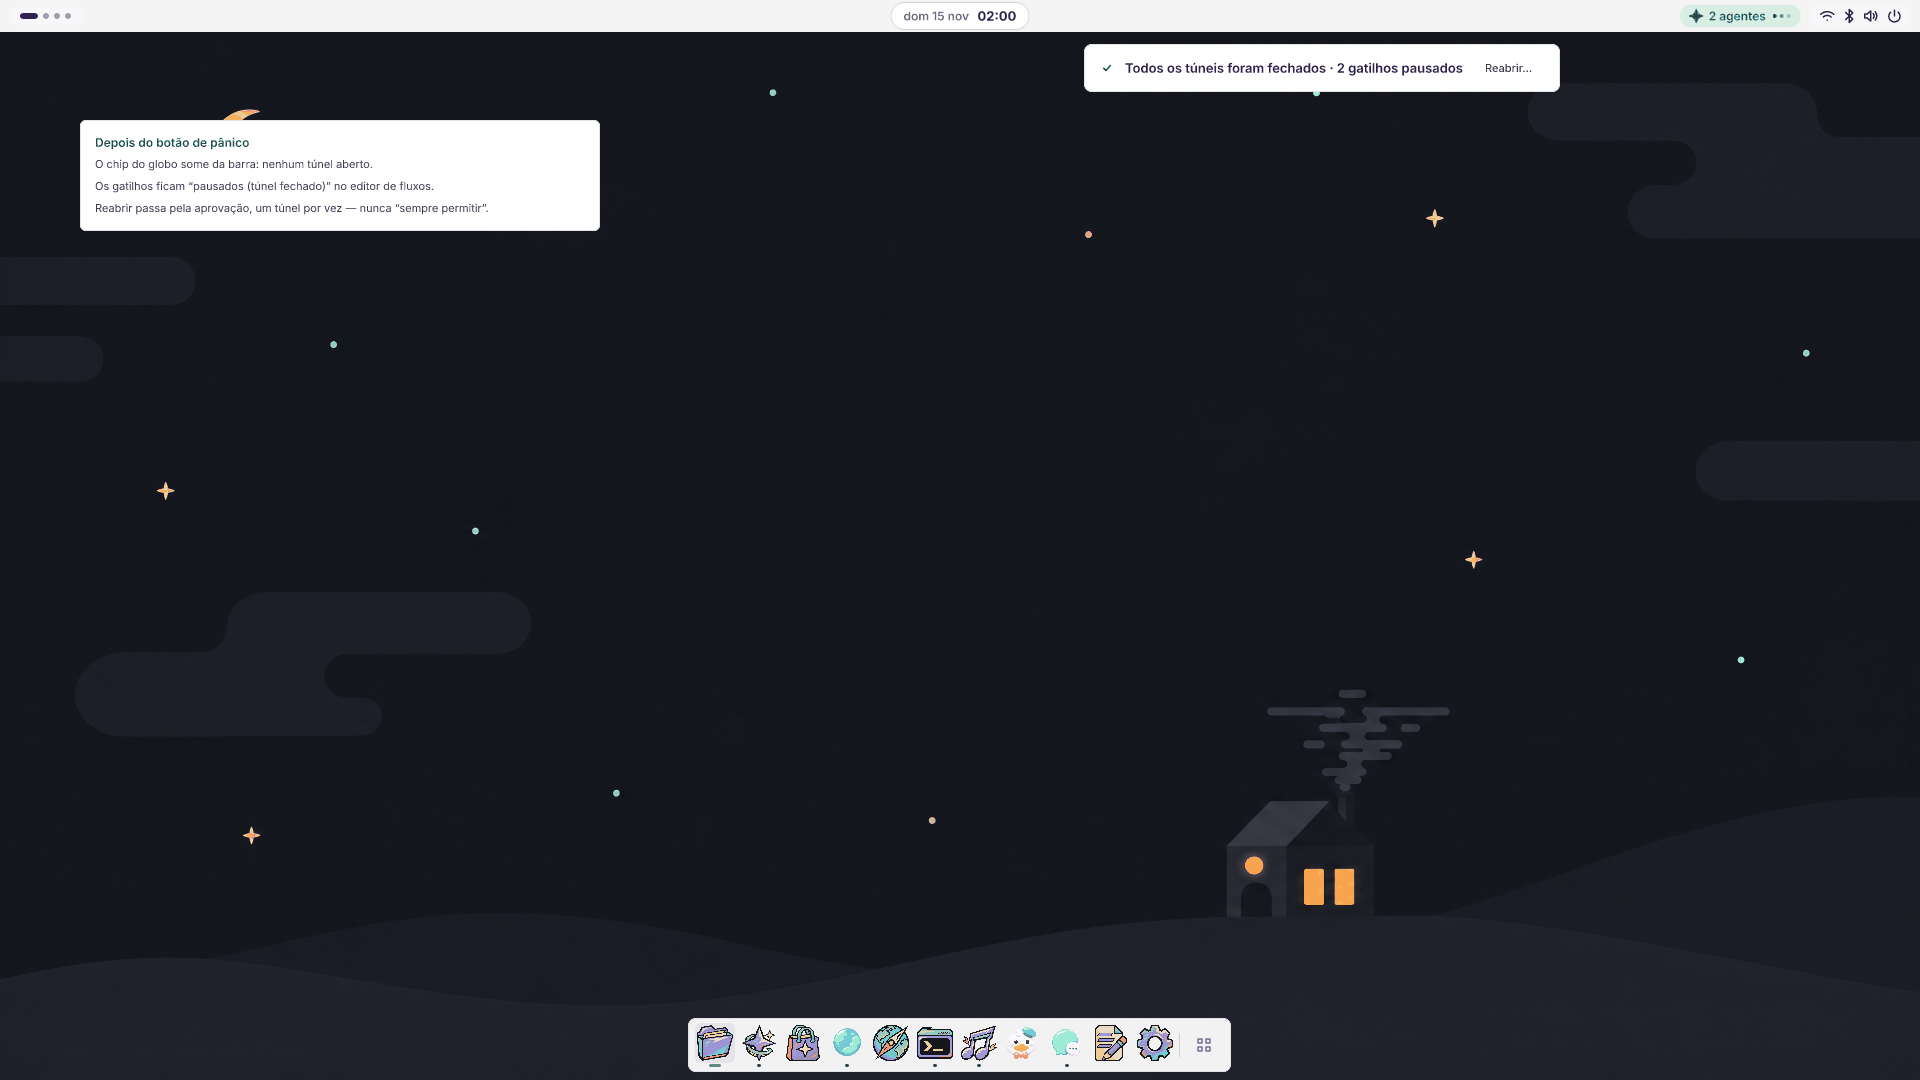 dom 15 nov 02:00
2 agentes
Todos os túneis foram fechados · 2 gatilhos pausados Reabrir...
Depois do botão de pânico
O chip do globo some da barra: nenhum túnel aberto.
Os gatilhos ficam “pausados (túnel fechado)” no editor de fluxos.
Reabrir passa pela aprovação, um túnel por vez — nunca “sempre permitir”.